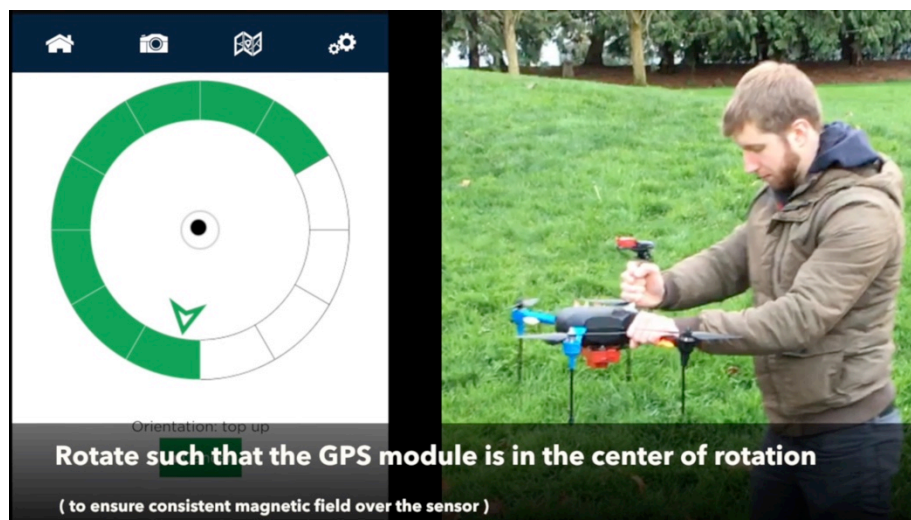 Orientation: top up
Rotate such that the GPS module is in the center of rotation
( to ensure consistent magnetic field over the sensor )